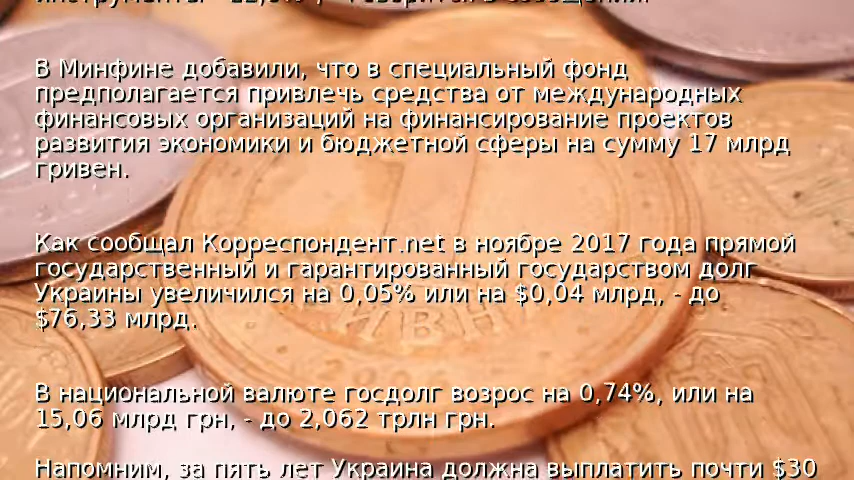 В Минфине добавили, что в специальный фонд
предполагается привлечь средства от международных
финансовых организаций на финансирование проектов
развития экономики и бюджетной сферы на сумму 17 млрд
гривен.
Как сообщал Корреспондент.net в ноябре 2017 года прямой
государственный и гарантированный государством долг
Украины увеличился на 0,05% или на $0,04 млрд, - до
$76,33 млрд.
В национальной валюте госдолг возрос на 0,74%, или на
15,06 млрд грн, - до 2,062 трлн грн.
Напомним, за пять лет Украина должна выплатить почти $30